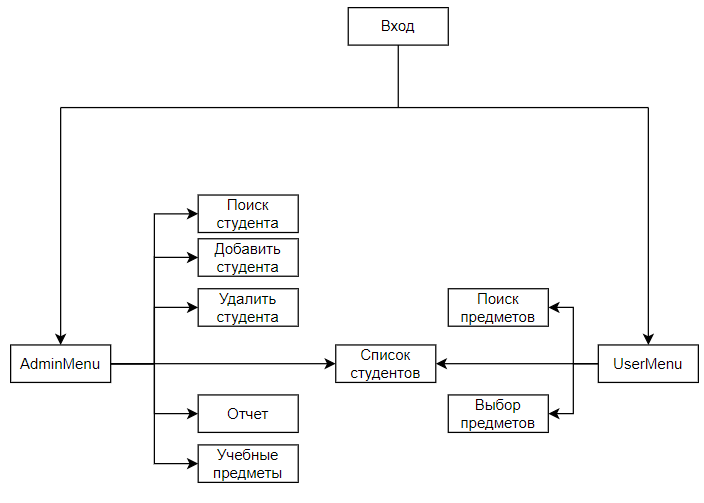 Вход
Поиск
студента
Добавить
студента
Удалить
студента
Поиск
предметов
AdminMenu
Список
студентов
UserMenu
Отчет
Выбор
предметов
Учебные
предметы